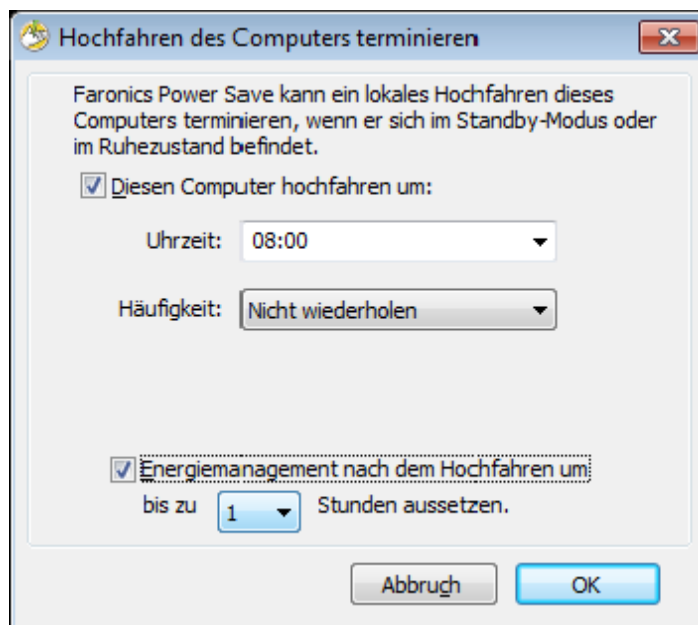 Hochfahren des Computers terminieren
Faronics Power Save kann ein lokales Hochfahren dieses
Computers terminieren, wenn er sich im Standby-Modus oder
im Ruhezustand befindet.
Diesen Computer hochfahren um:
Uhrzeit: 08:00
Häufigkeit: Nicht wiederholen
Energiemanagement nach dem Hochfahren um
bis zu 1 Stunden aussetzen.
Abbruch OK